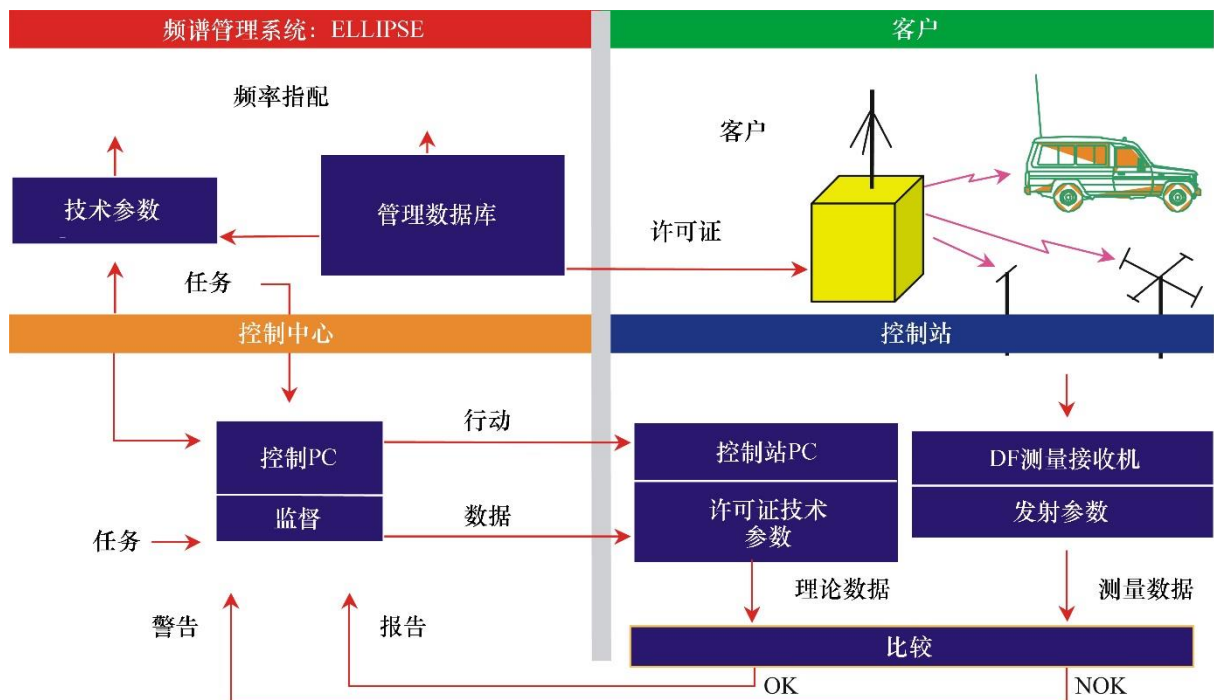 频谱管理系统：ELLIPSE
客户
频率指配
客户
技术参数
管理数据库
许可证
任务
控制中心
控制站
行动
控制PC
控制站PC
DF测量接收机
监督
数据
许可证技术
参数
发射参数
任务
理论数据
测量数据
警告
报告
比较
OK
NOK